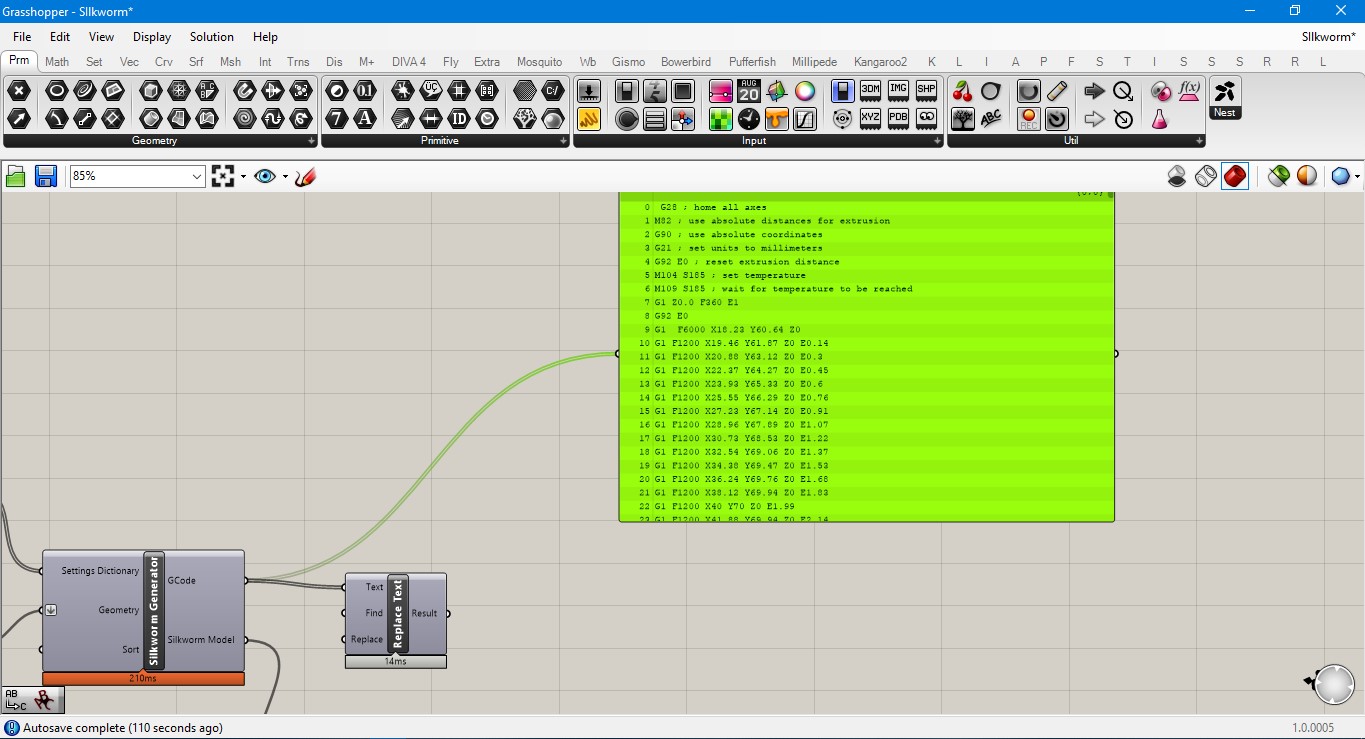 Grasshopper - SIlkworm*
File Edit View Display Solution Help SIlkworm*
Prm Math Set Vec Crv Srf Msh Int Trns Dis M+ DIVA 4 Fly Extra Mosquito Wb Gismo Bowerbird Pufferfish Millipede Kangaroo2 K L I A P F S T I S S S R R L
Geometry Primitive Input Util Nest
85%
0 G28 ; home all axes
1 M82 ; use absolute distances for extrusion
2 G90 ; use absolute coordinates
3 G21 ; set units to millimeters
4 G92 E0 ; reset extrusion distance
5 M104 S185 ; set temperature
6 M109 S185 ; wait for temperature to be reached
7 G1 Z0.0 F360 E1
8 G92 E0
9 G1  F6000 X18.23 Y60.64 Z0
10 G1 F1200 X19.46 Y61.87 Z0 E0.14
11 G1 F1200 X20.88 Y63.12 Z0 E0.3
12 G1 F1200 X22.37 Y64.27 Z0 E0.45
13 G1 F1200 X23.93 Y65.33 Z0 E0.6
14 G1 F1200 X25.55 Y66.29 Z0 E0.76
15 G1 F1200 X27.23 Y67.14 Z0 E0.91
16 G1 F1200 X28.96 Y67.89 Z0 E1.07
17 G1 F1200 X30.73 Y68.53 Z0 E1.22
18 G1 F1200 X32.54 Y69.06 Z0 E1.37
19 G1 F1200 X34.38 Y69.47 Z0 E1.53
20 G1 F1200 X36.24 Y69.76 Z0 E1.68
21 G1 F1200 X38.12 Y69.94 Z0 E1.83
22 G1 F1200 X40 Y70 Z0 E1.99
23 G1 F1200 X41.88 Y69.94 Z0 E2.14
Settings Dictionary
Geometry
Sort
Silkworm Generator
GCode
Silkworm Model
210ms
Text
Find
Replace
Replace Text
Result
14ms
Autosave complete (110 seconds ago)
1.0.0005